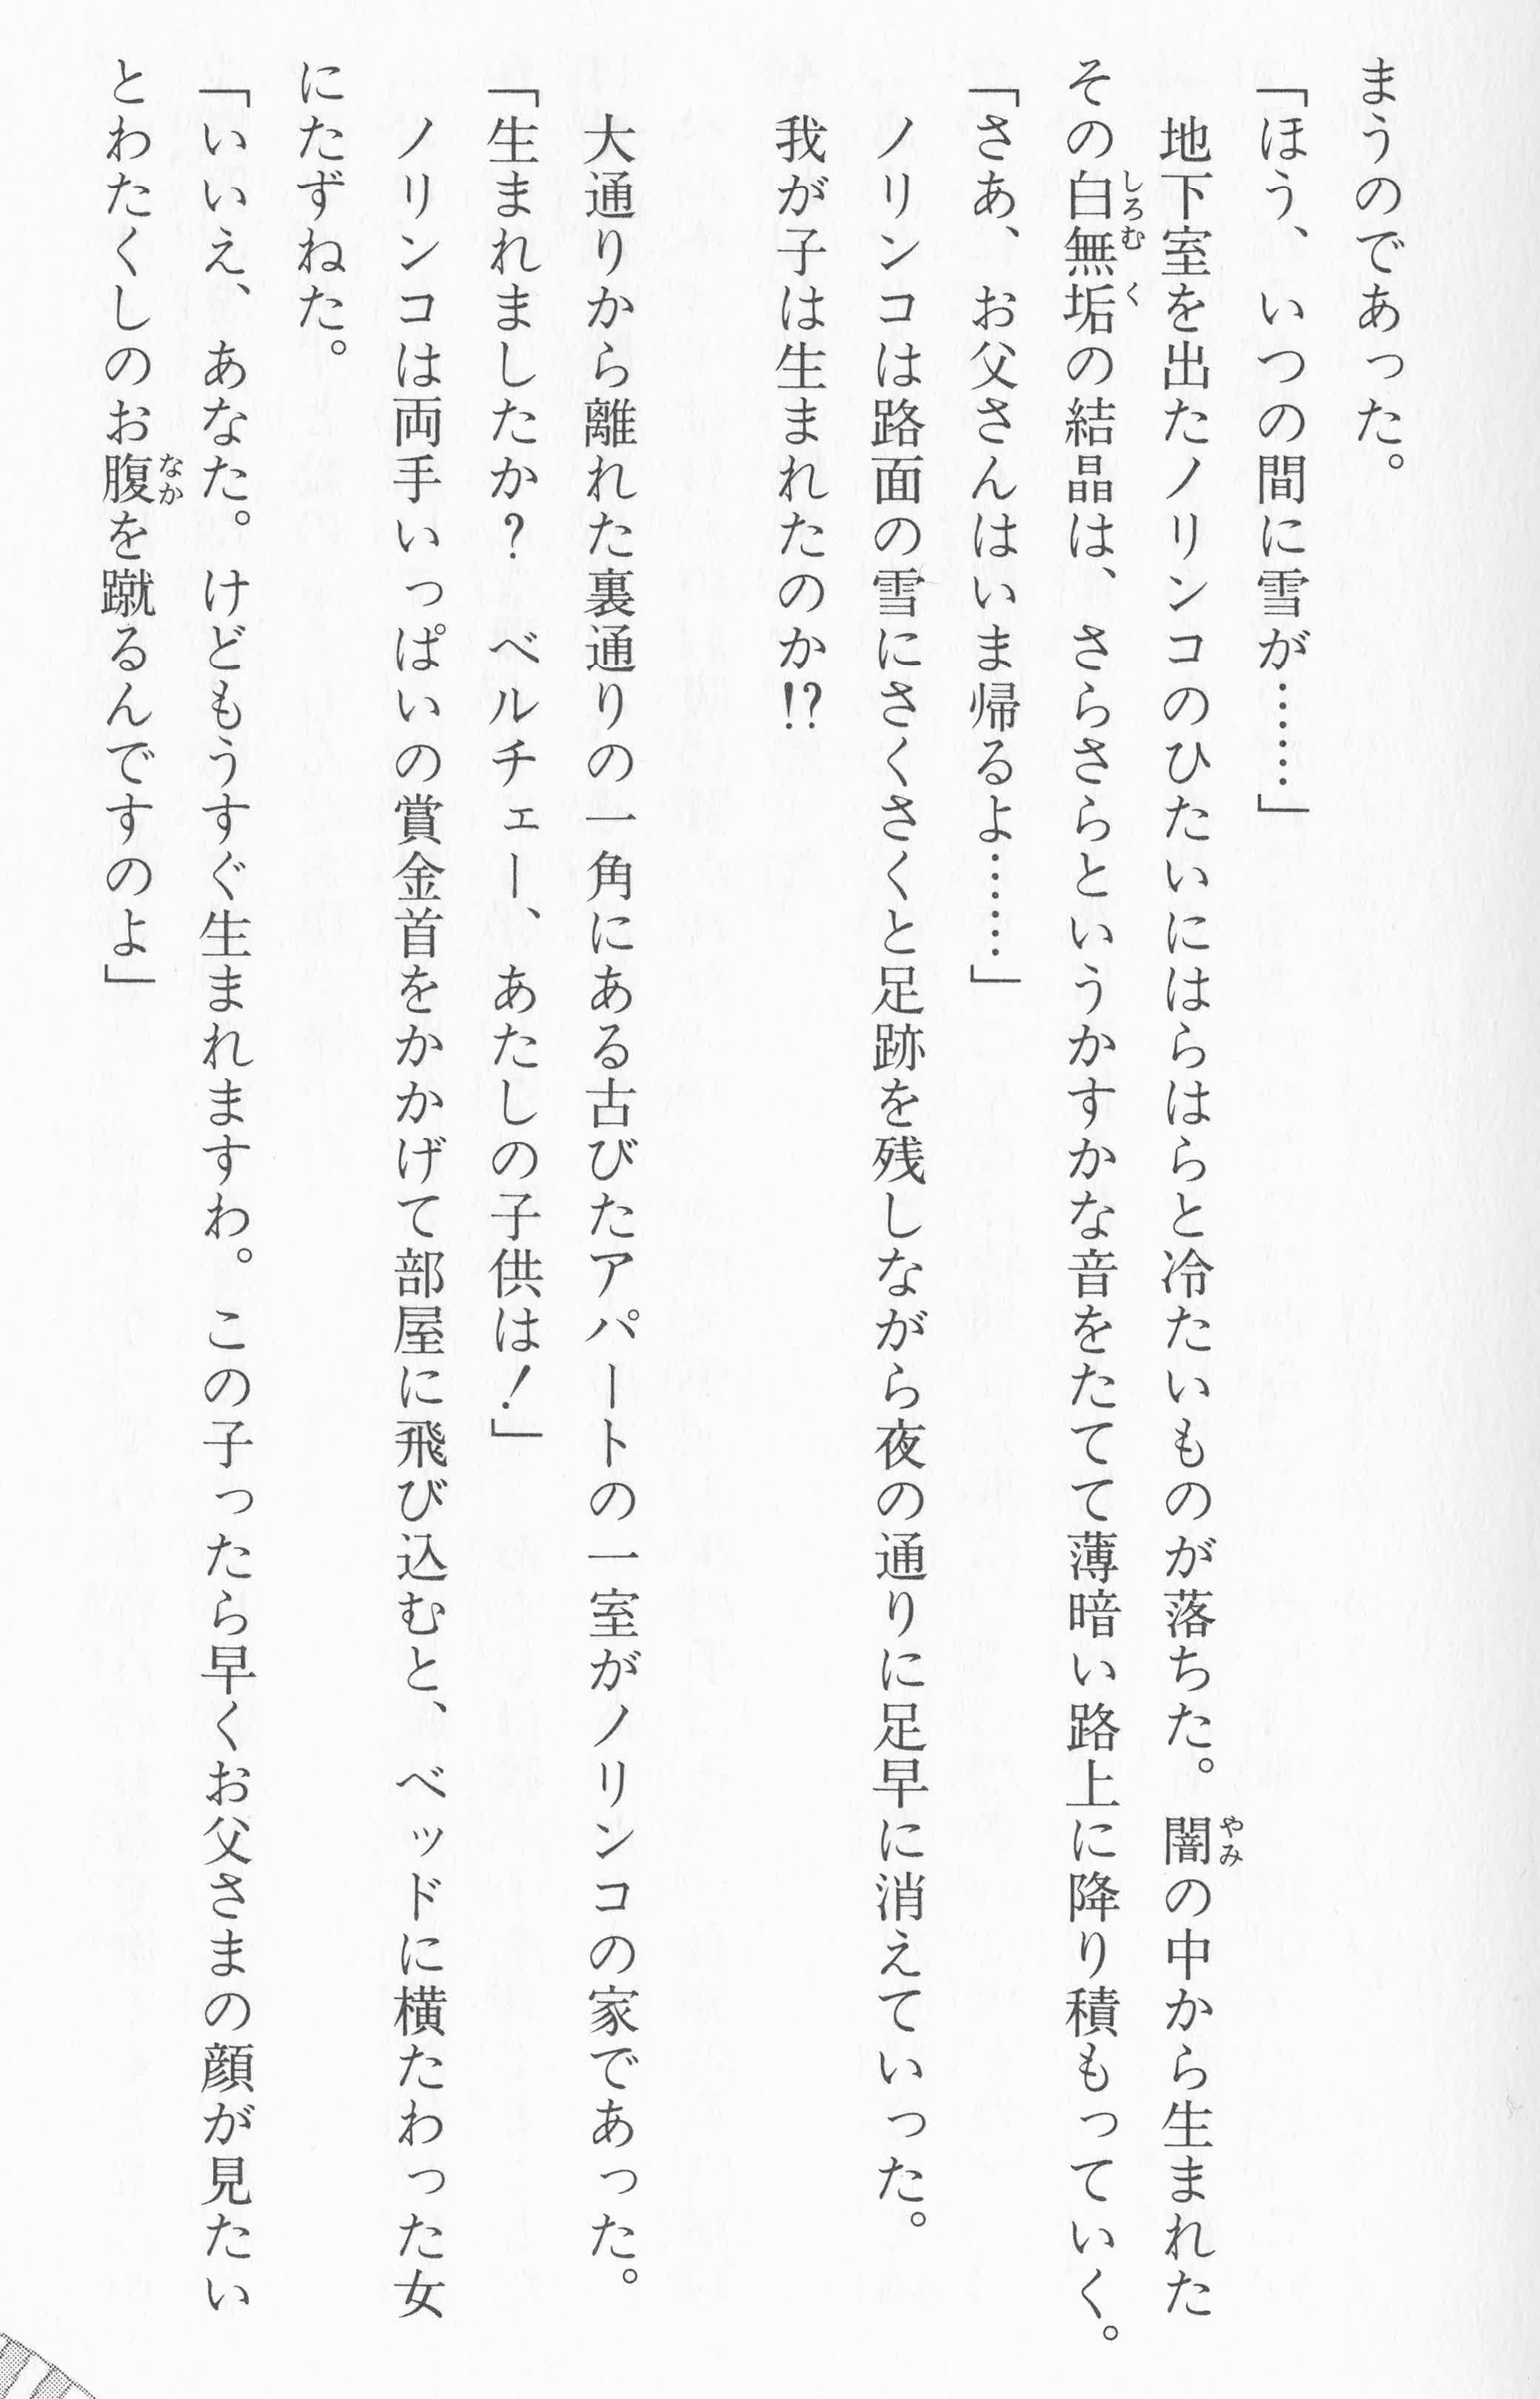 まうのであった。
「ほう、いつの間に雪が……」
地下室を出たノリンコのひたいにはらはらと冷たいものが落ちた。闇の中から生まれた
その白無垢の結晶は、さらさらというかすかな音をたてて薄暗い路上に降り積もっていく。
「さあ、お父さんはいま帰るよ……」
ノリンコは路面の雪にさくさくと足跡を残しながら夜の通りに足早に消えていった。
我が子は生まれたのか!?
大通りから離れた裏通りの一角にある古びたアパートの一室がノリンコの家であった。
「生まれましたか？　ベルチェー、あたしの子供は！」
ノリンコは両手いっぱいの賞金首をかかげて部屋に飛び込むと、ベッドに横たわった女
にたずねた。
「いいえ、あなた。けどもうすぐ生まれますわ。この子ったら早くお父さまの顔が見たい
とわたくしのお腹を蹴るんですのよ」